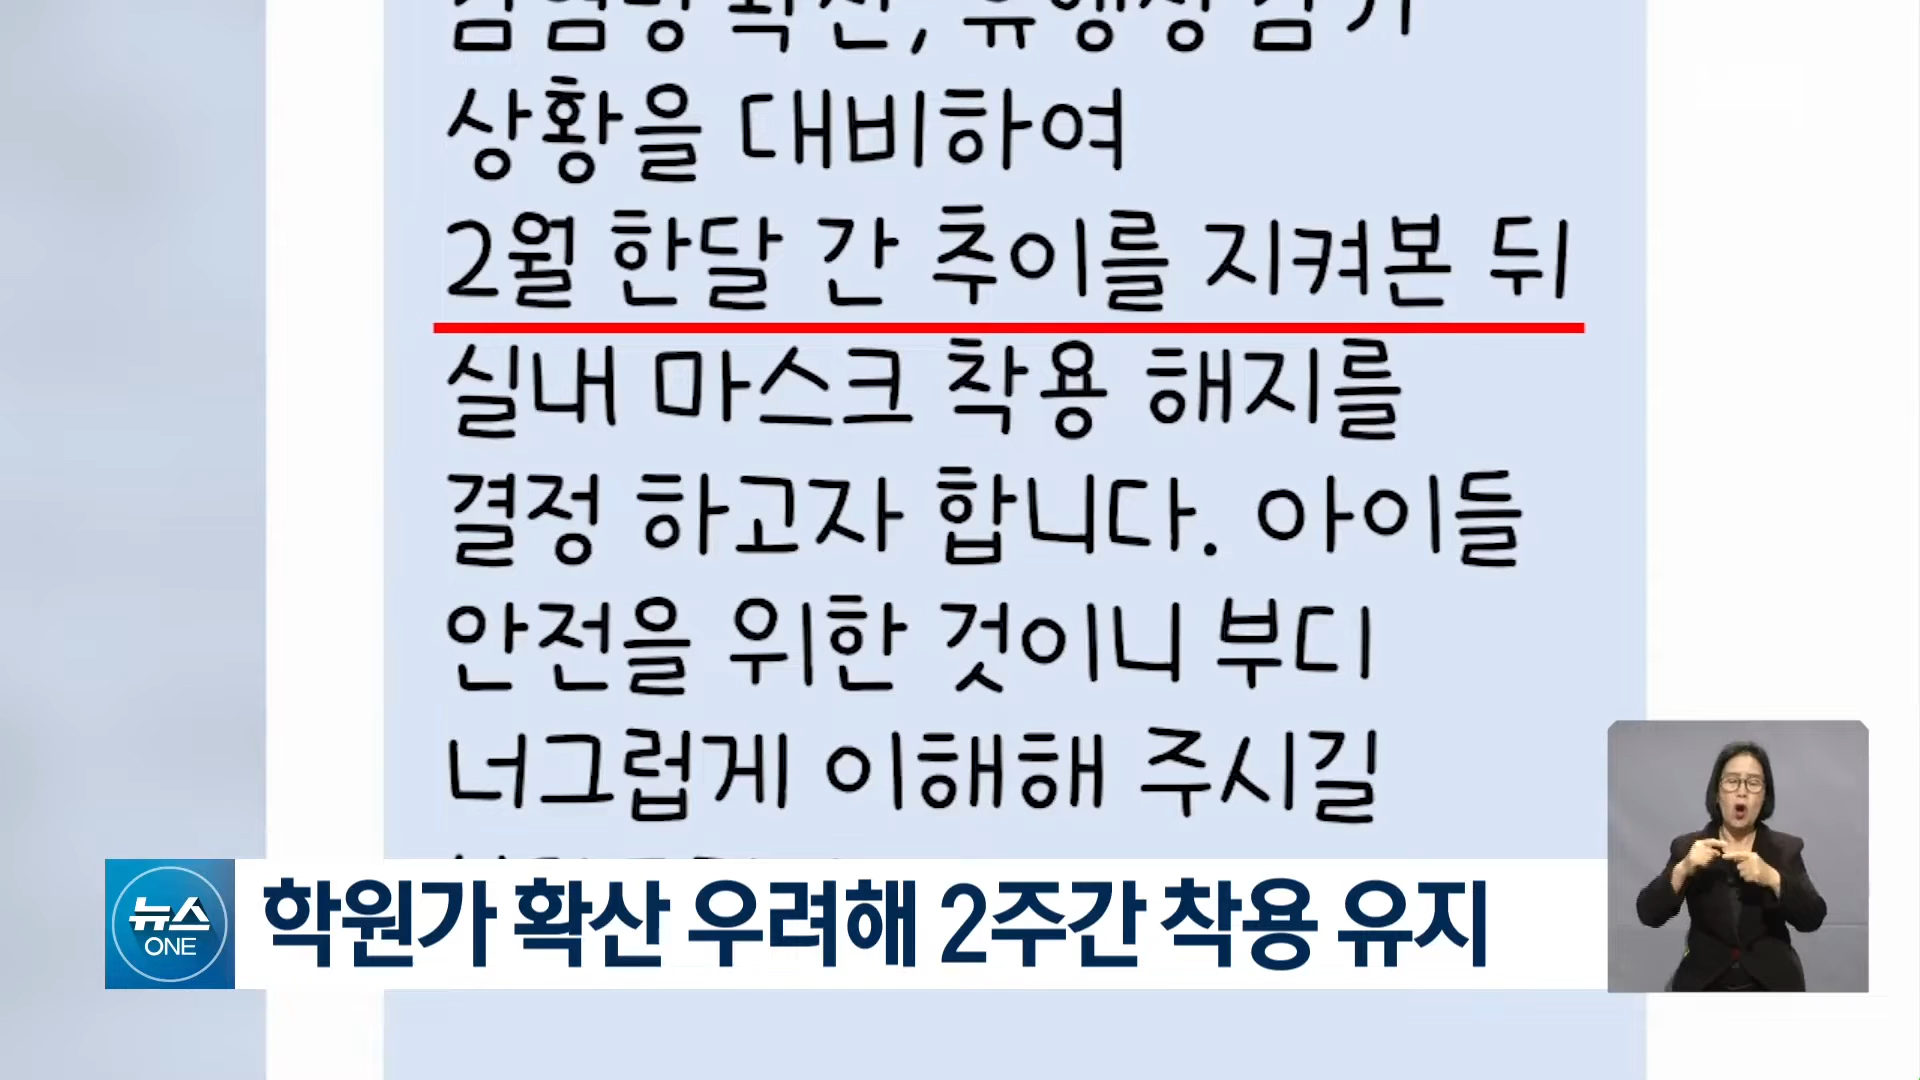 상황을 대비하여
2월 한달 간 추이를 지켜본 뒤
실내 마스크 착용 해지를
결정 하고자 합니다. 아이들
안전을 위한 것이니 부디
너그럽게 이해해 주시길
뉴스
ONE
학원가 확산 우려해 2주간 착용 유지